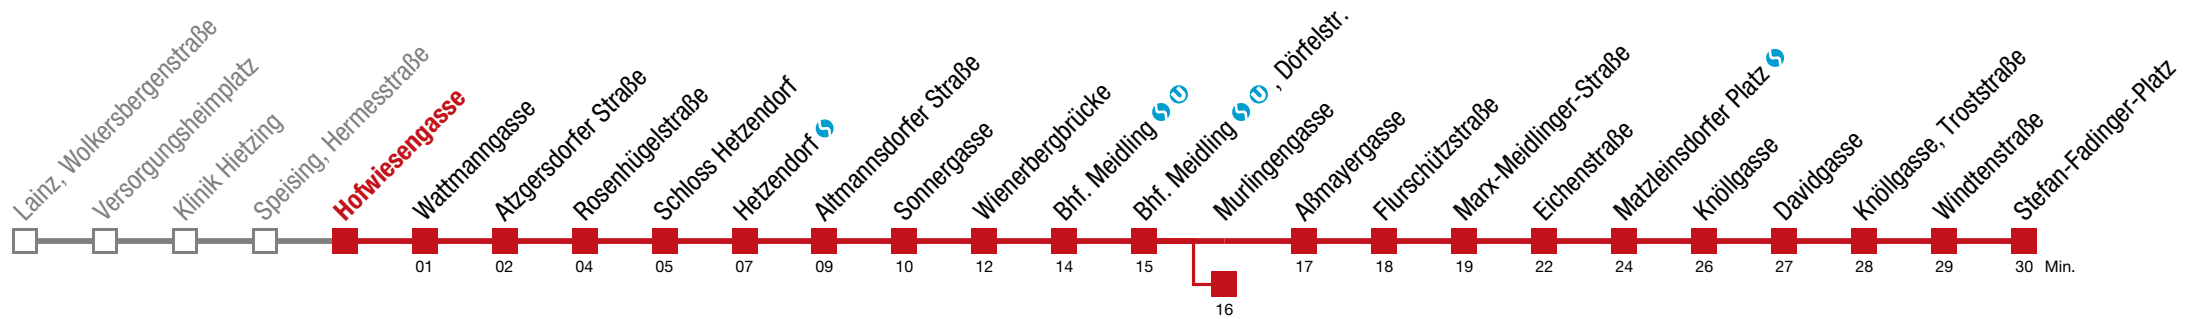 Lainz, Wolkersbergenstraße
Versorgungsheimplatz
Klinik Hietzing
Speising, Hermesstraße
Hofwiesengasse
Wattmanngasse
Atzgersdorfer Straße
Rosenhügelstraße
Schloss Hetzendorf
Hetzendorf S
Altmannsdorfer Straße
Sonnergasse
Wienerbergbrücke
Bhf. Meidling S U
Bhf. Meidling S U , Dörfelstr.
Murlingengasse
Aßmayergasse
Flurschützstraße
Marx-Meidlinger-Straße
Eichenstraße
Matzleinsdorfer Platz S
Knöllgasse
Davidgasse
Knöllgasse, Troststraße
Windtenstraße
Stefan-Fadinger-Platz
01 02 04 05 07 09 10 12 14 15 17 18 19 22 24 26 27 28 29 30 Min.
16